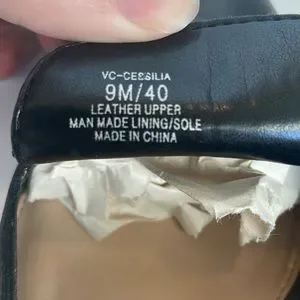 VC-CESSILIA
9M/40
LEATHER UPPER
MAN MADE LINING/SOLE
MADE IN CHINA